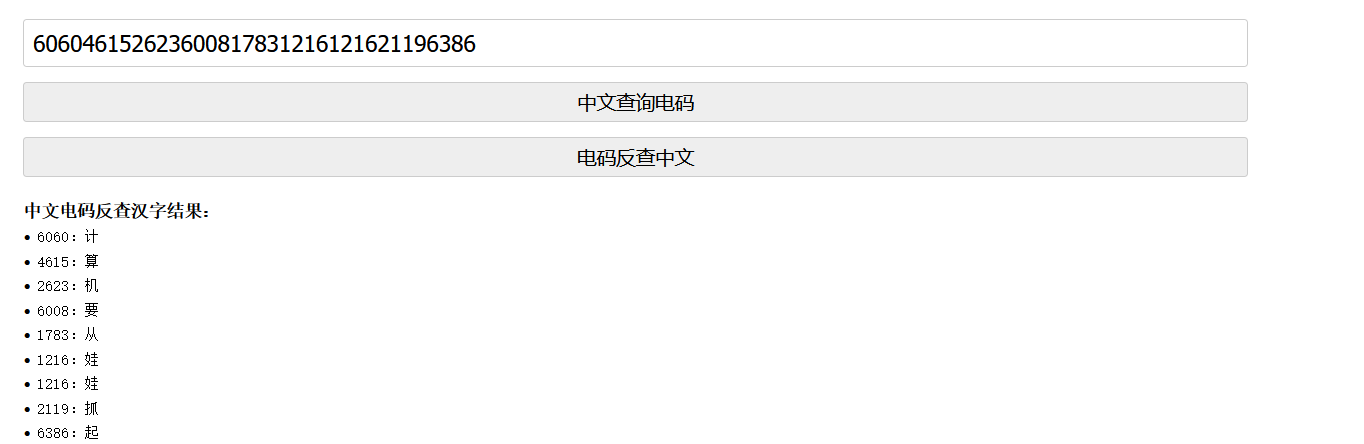 606046152623600817831216121621196386
中文查询电码
电码反查中文
中文电码反查汉字结果：
• 6060：计
• 4615：算
• 2623：机
• 6008：要
• 1783：从
• 1216：娃
• 1216：娃
• 2119：抓
• 6386：起